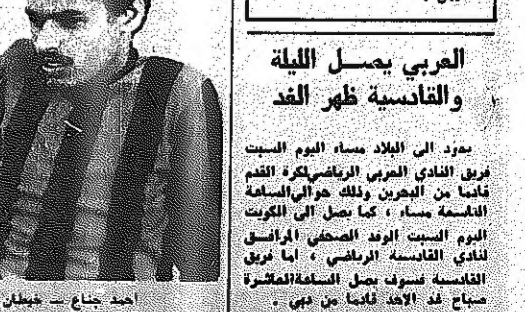 العربي يصل الليلة
والقادسية ظهر الغد
يعود الى البلاد مساء اليوم السبت
فريق النادي العربي الرياضي لكرة القدم
قادما من البحرين وذلك حوالي الساعة
التاسعة مساء ، كما يصل الى الكويت
اليوم السبت الوفد الصحفي المرافق
لنادي القادسية الرياضي ، اما فريق
القادسية فسوف يصل الساعة العاشرة
صباح غد الاحد قادما من دبي .
احمد جناع — خيطان